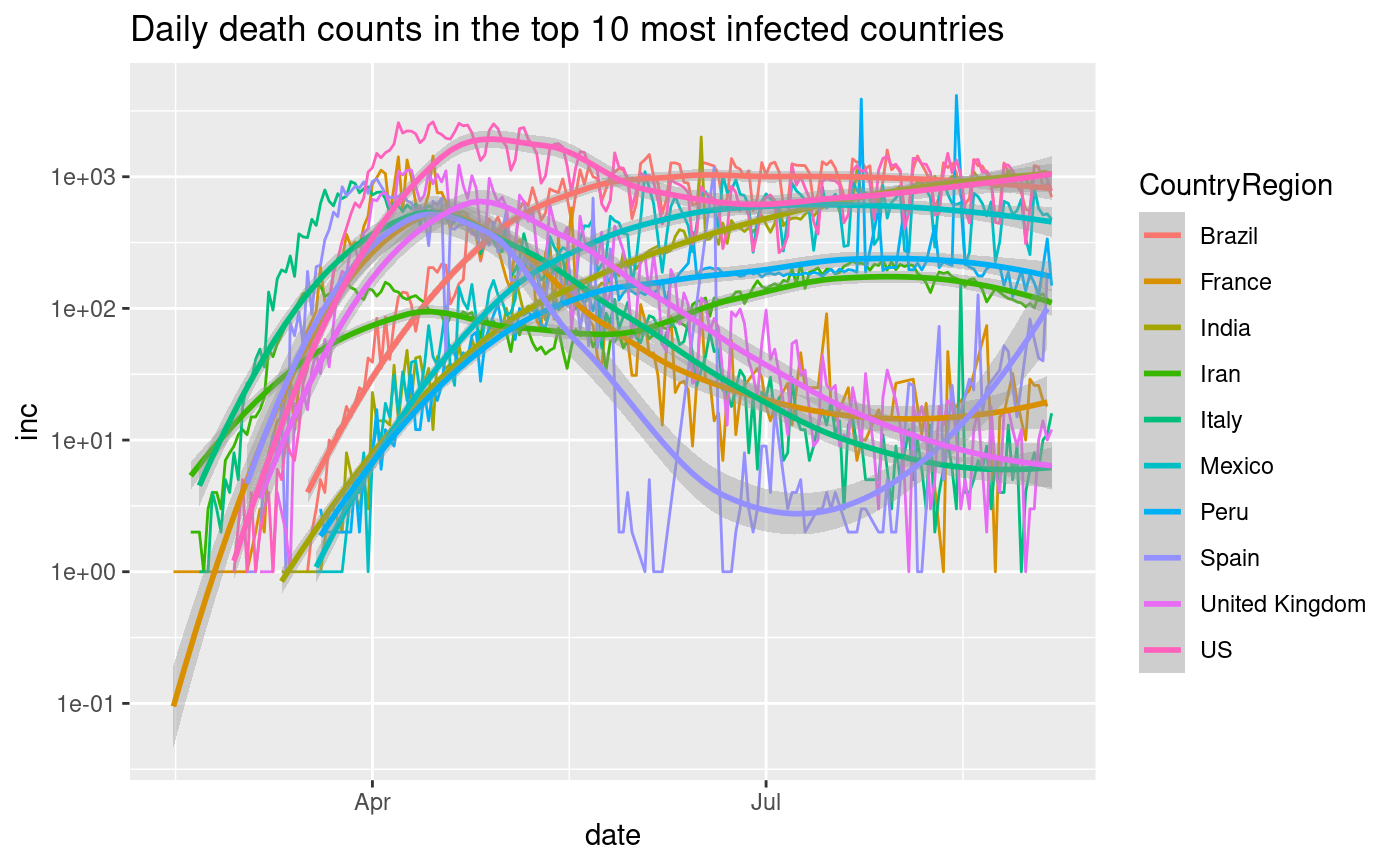 Daily death counts in the top 10 most infected countries
inc
1e+03
1e+02
1e+01
1e+00
1e-01
Apr
Jul
date
CountryRegion
Brazil
France
India
Iran
Italy
Mexico
Peru
Spain
United Kingdom
US